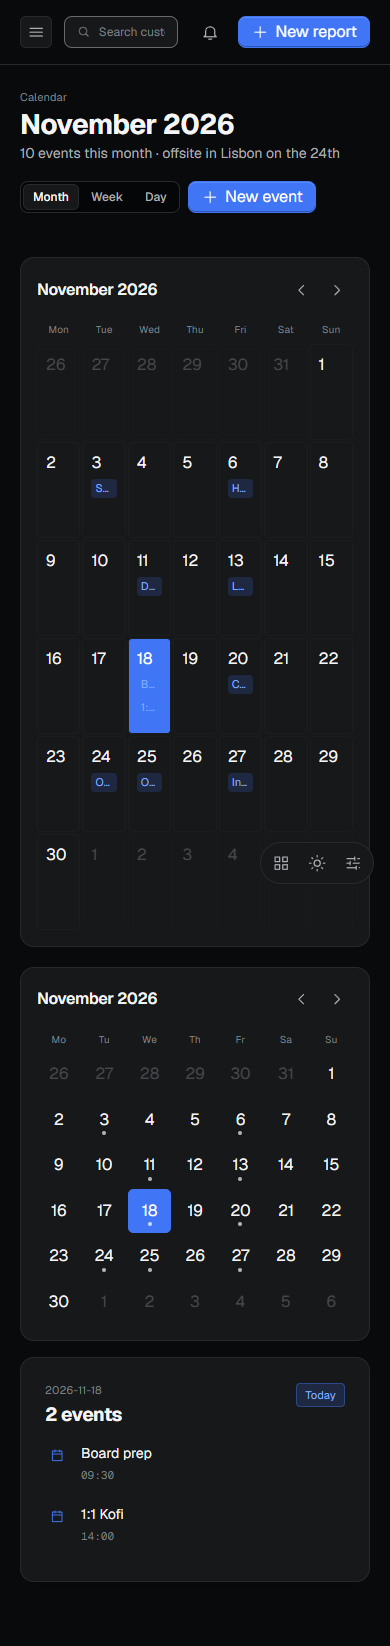 Search cust
New report
Calendar
November 2026
10 events this month · offsite in Lisbon on the 24th
Month Week Day
New event
November 2026
Mon Tue Wed Thu Fri Sat Sun
26 27 28 29 30 31 1
2 3 4 5 6 7 8
S... H...
9 10 11 12 13 14 15
D... L...
16 17 18 19 20 21 22
B... C...
1:...
23 24 25 26 27 28 29
O... O... In...
30 1 2 3 4
November 2026
Mo Tu We Th Fr Sa Su
26 27 28 29 30 31 1
2 3 4 5 6 7 8
9 10 11 12 13 14 15
16 17 18 19 20 21 22
23 24 25 26 27 28 29
30 1 2 3 4 5 6
2026-11-18
Today
2 events
Board prep
09:30
1:1 Kofi
14:00